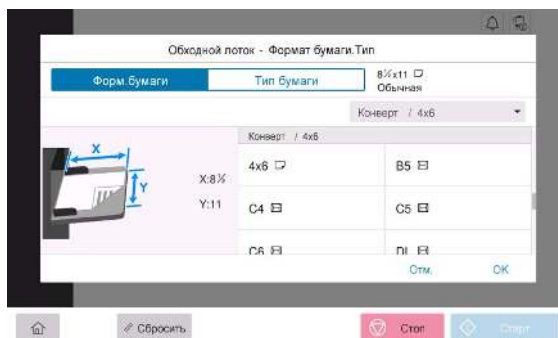 Обходной лоток - Формат бумаги.Тип
Форм.бумаги
Тип бумаги
8½x11
Обычная
Конверт / 4x6
Конверт / 4x6
4x6
B5
X
X:8½
Y
Y:11
C4
C5
C6
DL
Отм.
OK
Сбросить
Стоп
Старт